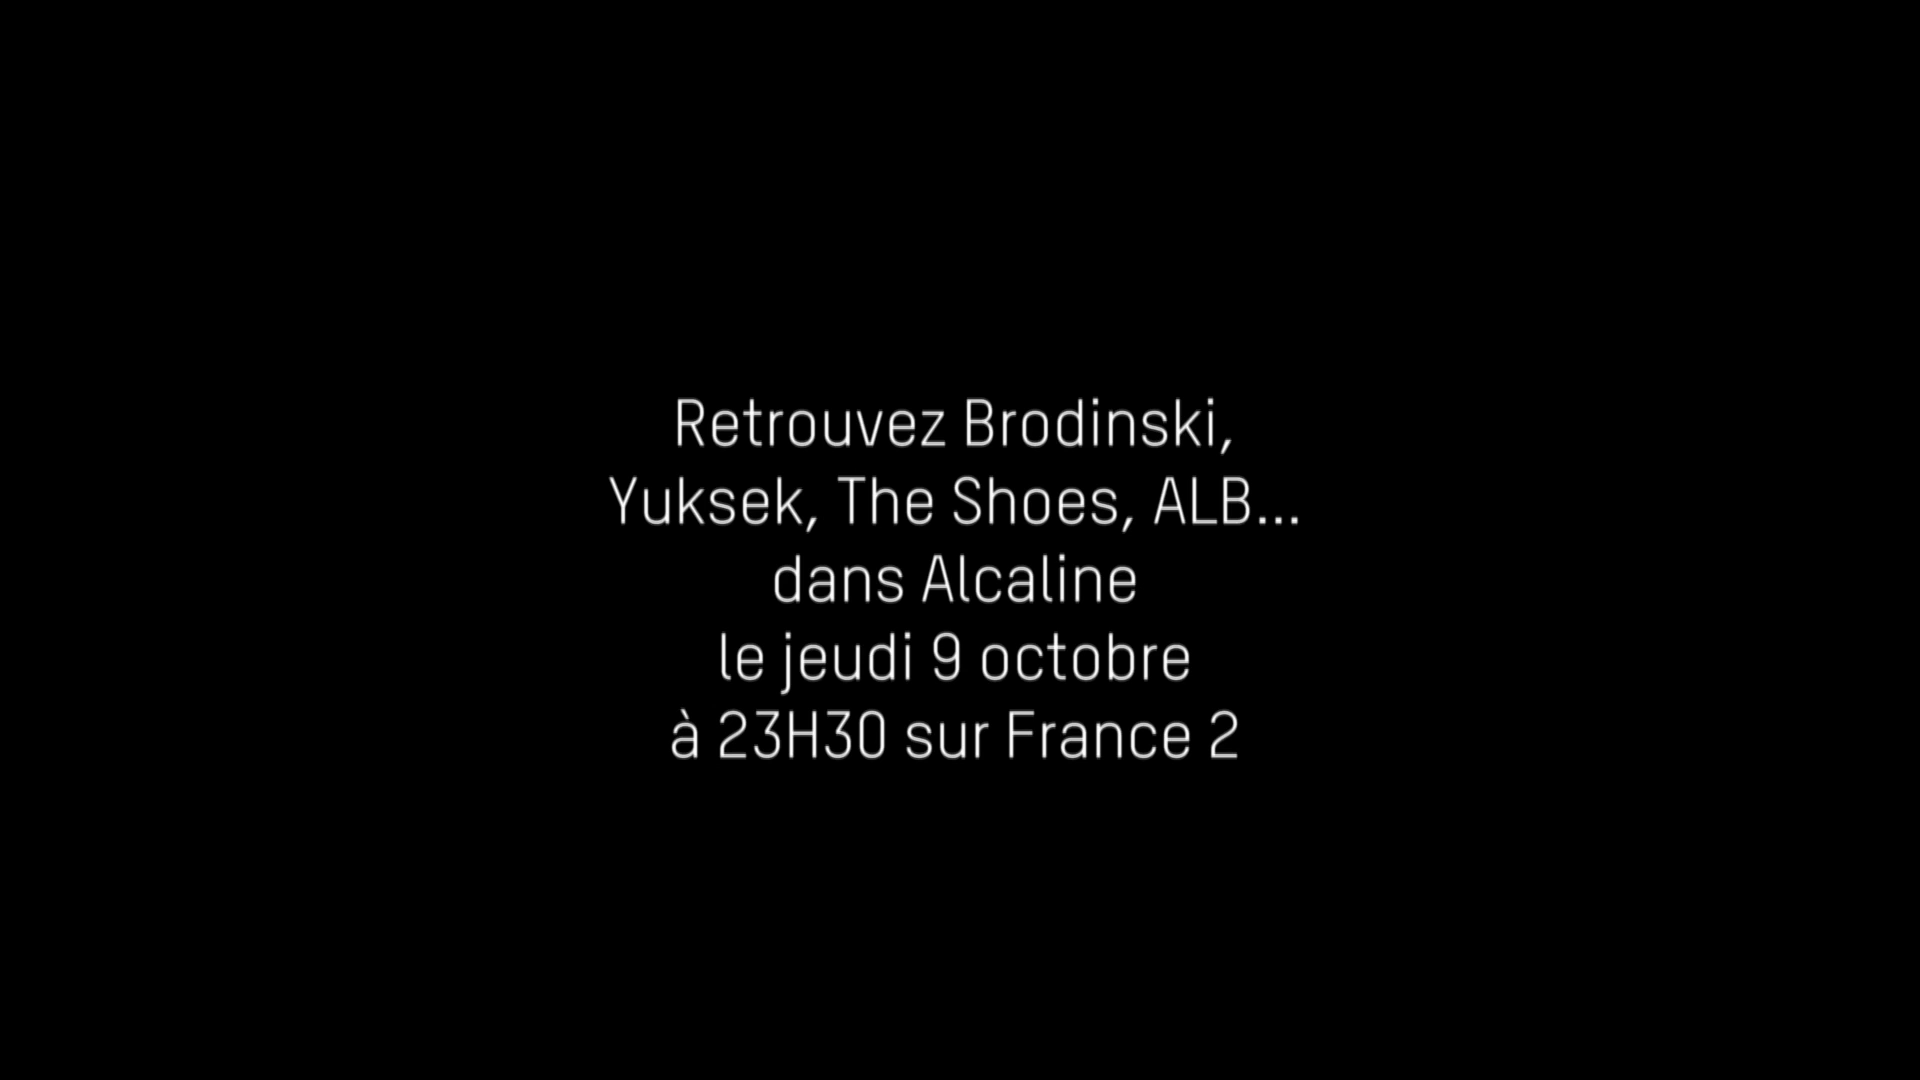 Retrouvez Brodinski,
Yuksek, The Shoes, ALB...
dans Alcaline
le jeudi 9 octobre
à 23H30 sur France 2